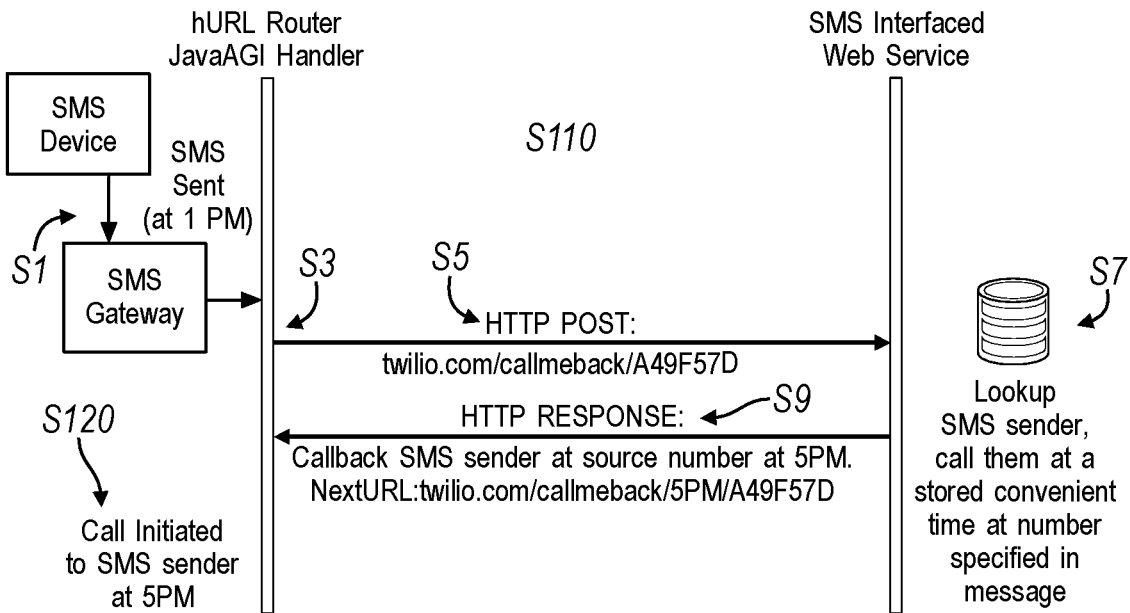 hURL Router
JavaAGI Handler
SMS Interfaced
Web Service
SMS
Device
SMS
Sent
(at 1 PM)
S110
S1
SMS
Gateway
S3
S5
S7
HTTP POST:
twilio.com/callmeback/A49F57D
S120
HTTP RESPONSE:
S9
Callback SMS sender at source number at 5PM.
NextURL:twilio.com/callmeback/5PM/A49F57D
Lookup
SMS sender,
call them at a
stored convenient
time at number
specified in
message
Call Initiated
to SMS sender
at 5PM